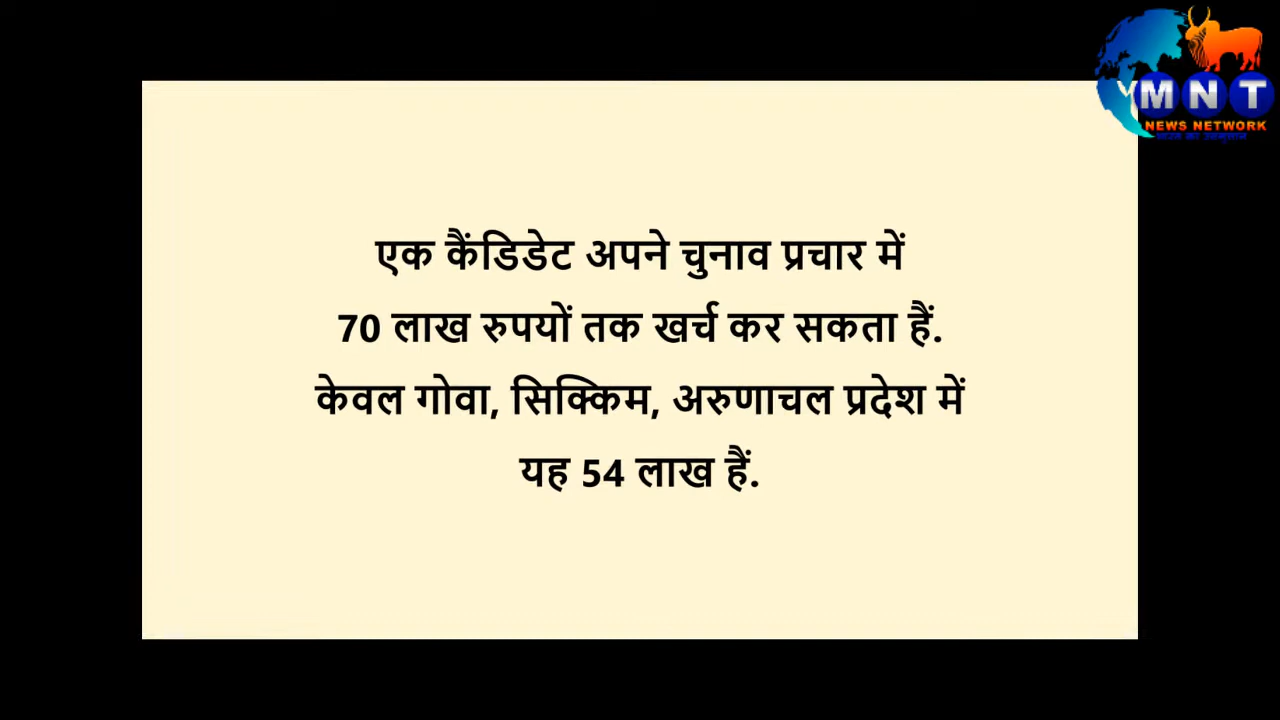 MNT
NEWS NETWORK
एक कैंडिडेट अपने चुनाव प्रचार में
70 लाख रुपयों तक खर्च कर सकता हैं.
केवल गोवा, सिक्किम, अरुणाचल प्रदेश में
यह 54 लाख हैं.